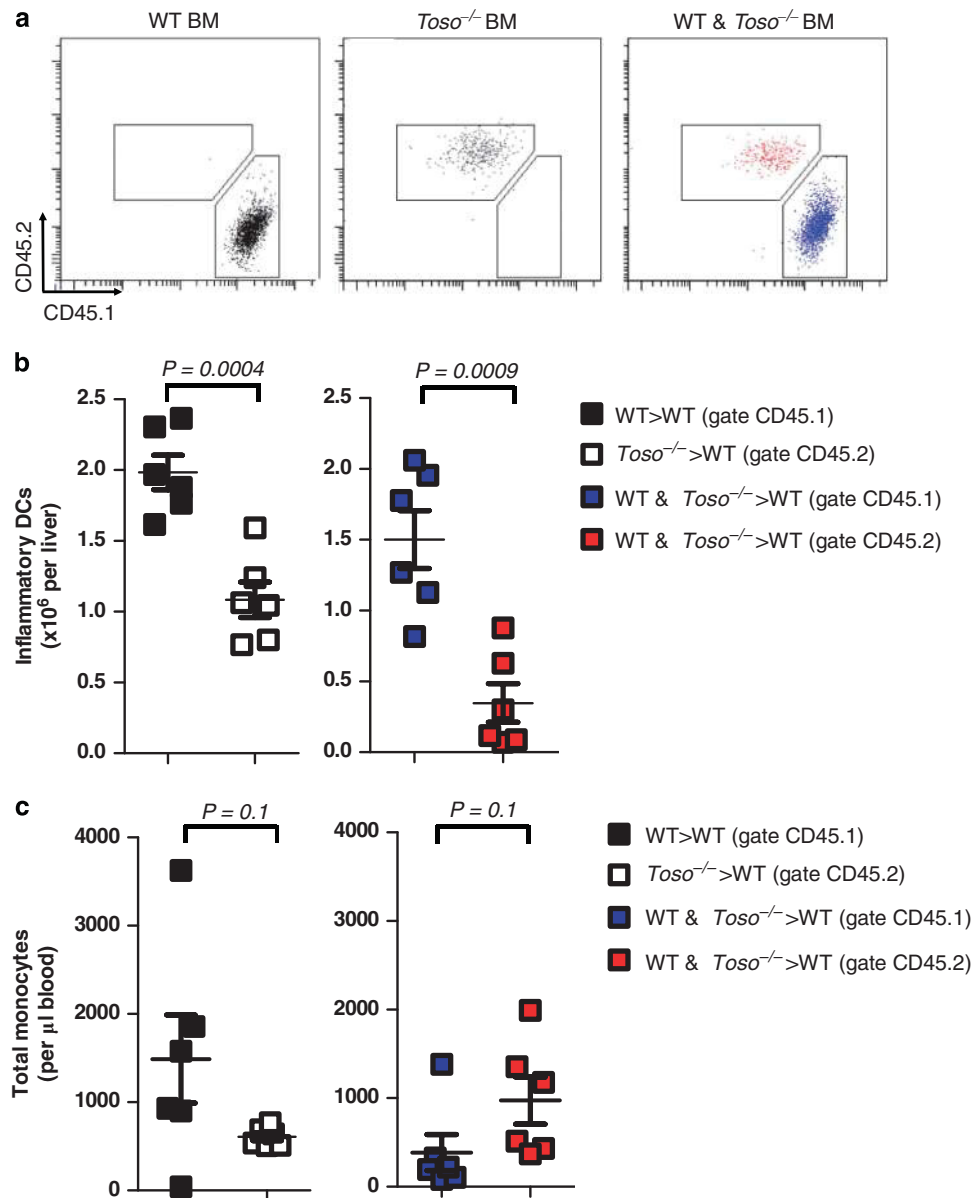 a
WT BM
Toso⁻/⁻ BM
WT & Toso⁻/⁻ BM
CD45.2
CD45.1
b
P = 0.0004
P = 0.0009
Inflammatory DCs
(x10⁶ per liver)
2.5
2.0
1.5
1.0
0.5
0.0
2.5
2.0
1.5
1.0
0.5
0.0
WT>WT (gate CD45.1)
Toso⁻/⁻>WT (gate CD45.2)
WT & Toso⁻/⁻>WT (gate CD45.1)
WT & Toso⁻/⁻>WT (gate CD45.2)
c
P = 0.1
P = 0.1
Total monocytes
(per μl blood)
4000
3000
2000
1000
0
4000
3000
2000
1000
0
WT>WT (gate CD45.1)
Toso⁻/⁻>WT (gate CD45.2)
WT & Toso⁻/⁻>WT (gate CD45.1)
WT & Toso⁻/⁻>WT (gate CD45.2)